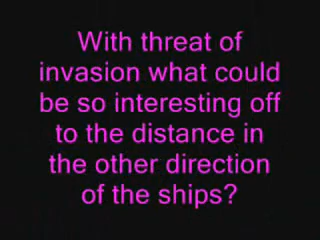 With threat of
invasion what could
be so interesting off
to the distance in
the other direction
of the ships?